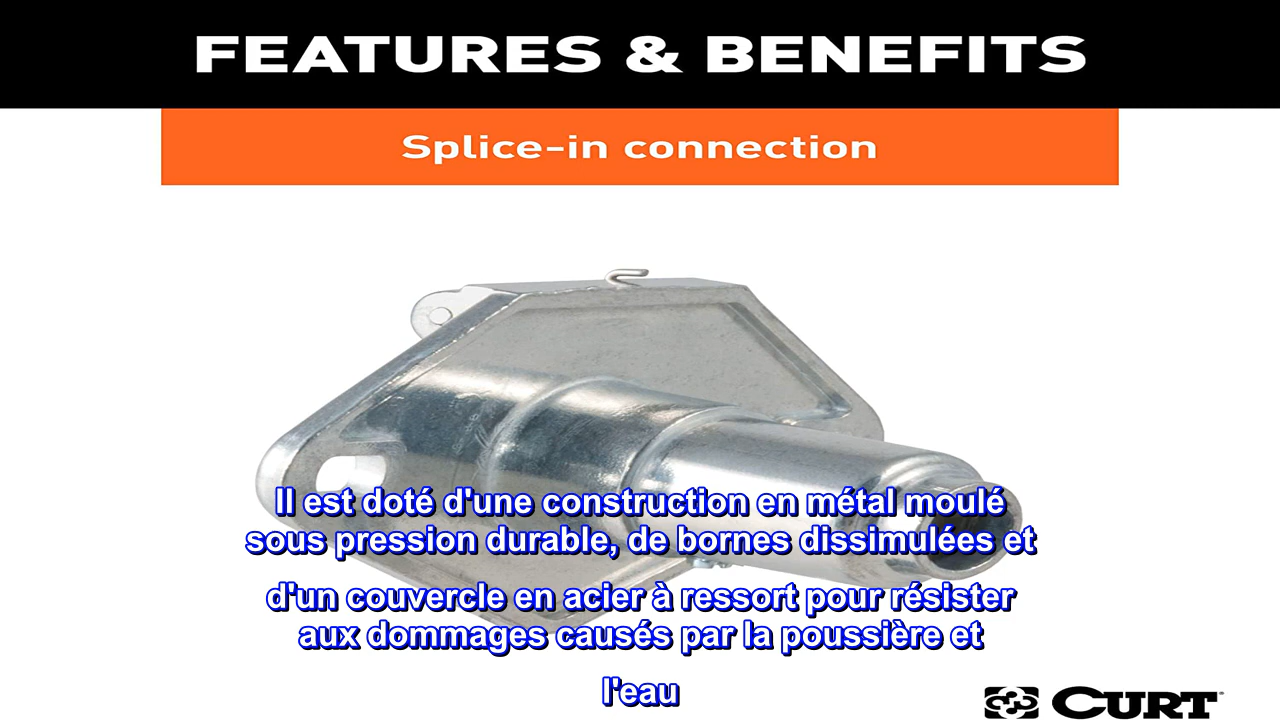 FEATURES & BENEFITS
Splice-in connection
Il est doté d'une construction en métal moulé
sous pression durable, de bornes dissimulées et
d'un couvercle en acier à ressort pour résister
aux dommages causés par la poussière et
l'eau
CURT